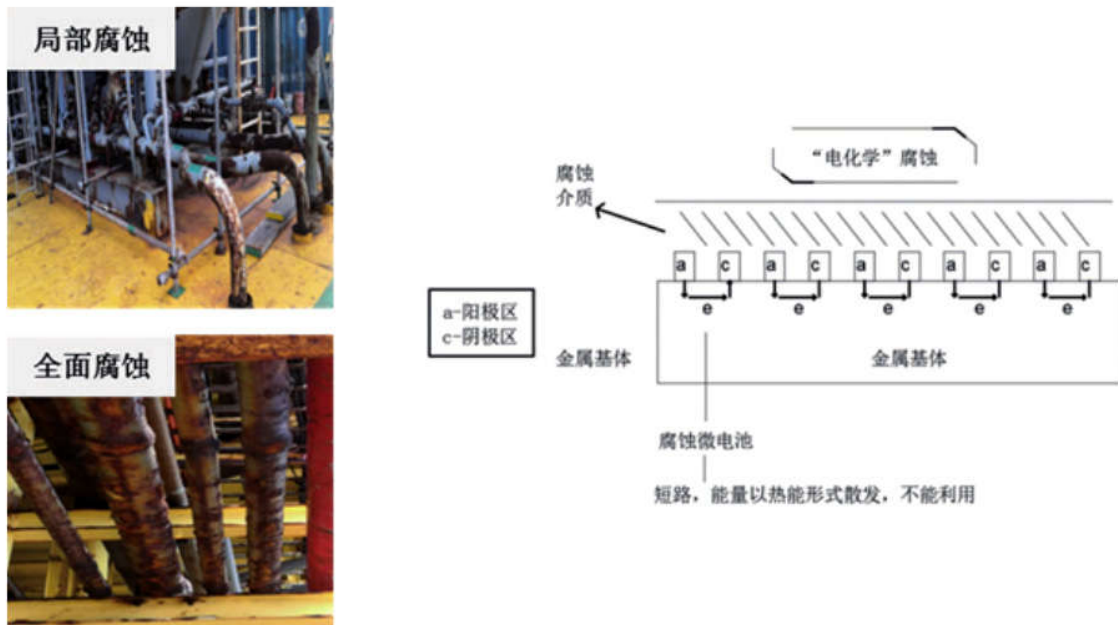 局部腐蚀
全面腐蚀
“电化学”腐蚀
腐蚀
介质
a c a c a c a c a c
e e e e e
a-阳极区
c-阴极区
金属基体
金属基体
腐蚀微电池
短路，能量以热能形式散发，不能利用